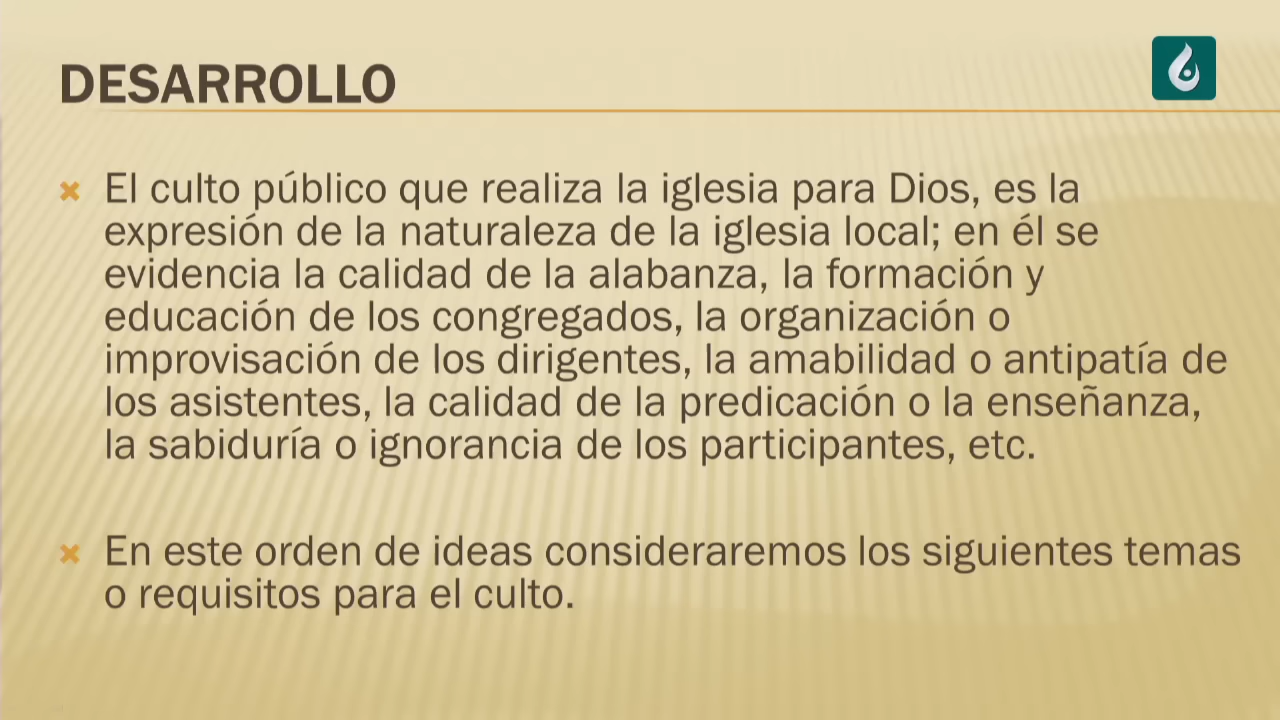 DESARROLLO
El culto público que realiza la iglesia para Dios, es la
expresión de la naturaleza de la iglesia local; en él se
evidencia la calidad de la alabanza, la formación y
educación de los congregados, la organización o
improvisación de los dirigentes, la amabilidad o antipatía de
los asistentes, la calidad de la predicación o la enseñanza,
la sabiduría o ignorancia de los participantes, etc.
En este orden de ideas consideraremos los siguientes temas
o requisitos para el culto.